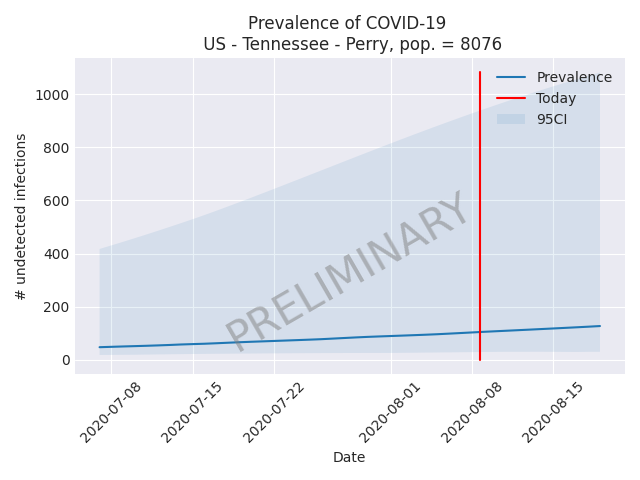 Prevalence of COVID-19
US - Tennessee - Perry, pop. = 8076
Prevalence
Today
95CI
# undetected infections
1000
800
600
400
200
0
PRELIMINARY
2020-07-08
2020-07-15
2020-07-22
2020-08-01
2020-08-08
2020-08-15
Date